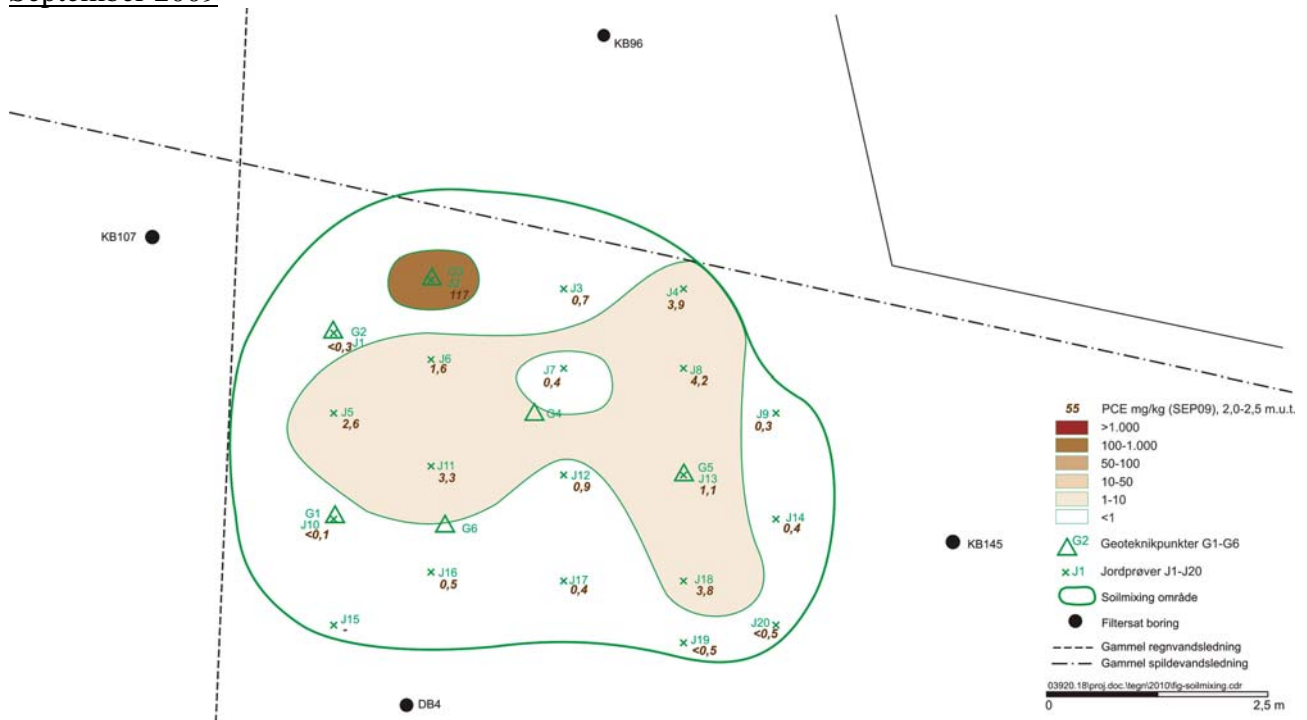 September 2009
KB96
KB107
G3
J2
117
J3
0,7
J4
3,9
G2
J1
<0,3
J6
1,6
J7
0,4
J8
4,2
J5
2,6
G4
J9
0,3
J11
3,3
J12
0,9
G5
J13
1,1
G1
J10
<0,1
G6
J14
0,4
KB145
J16
0,5
J17
0,4
J18
3,8
J15
-
J19
<0,5
J20
<0,5
DB4
55 PCE mg/kg (SEP09), 2,0-2,5 m.u.t.
>1.000
100-1.000
50-100
10-50
1-10
<1
G2 Geoteknikpunkter G1-G6
J1 Jordprøver J1-J20
Soilmixing område
Filtersat boring
Gammel regnvandsledning
Gammel spildevandsledning
03920.18\proj.doc.\tegn\2010\fig-soilmixing.cdr
0 2,5 m